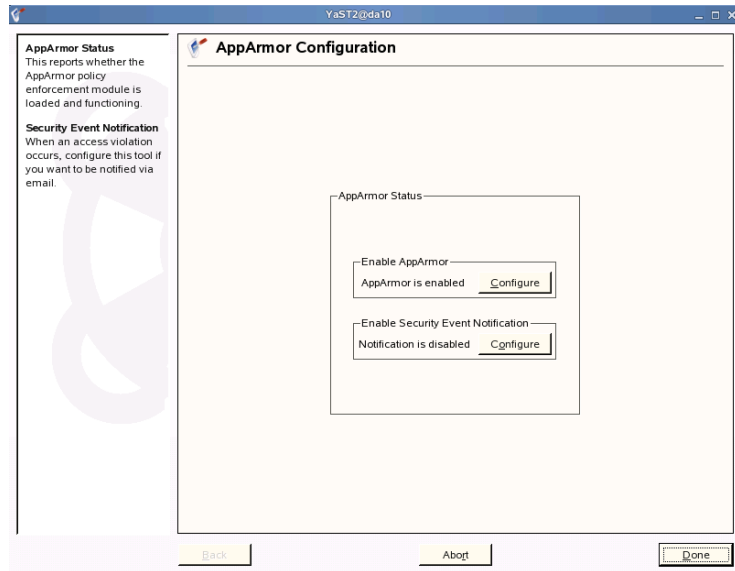 YaST2@da10
AppArmor Status
This reports whether the
AppArmor policy
enforcement module is
loaded and functioning.
Security Event Notification
When an access violation
occurs, configure this tool if
you want to be notified via
email.
AppArmor Configuration
AppArmor Status
Enable AppArmor
AppArmor is enabled Configure
Enable Security Event Notification
Notification is disabled Configure
Back Abort Done